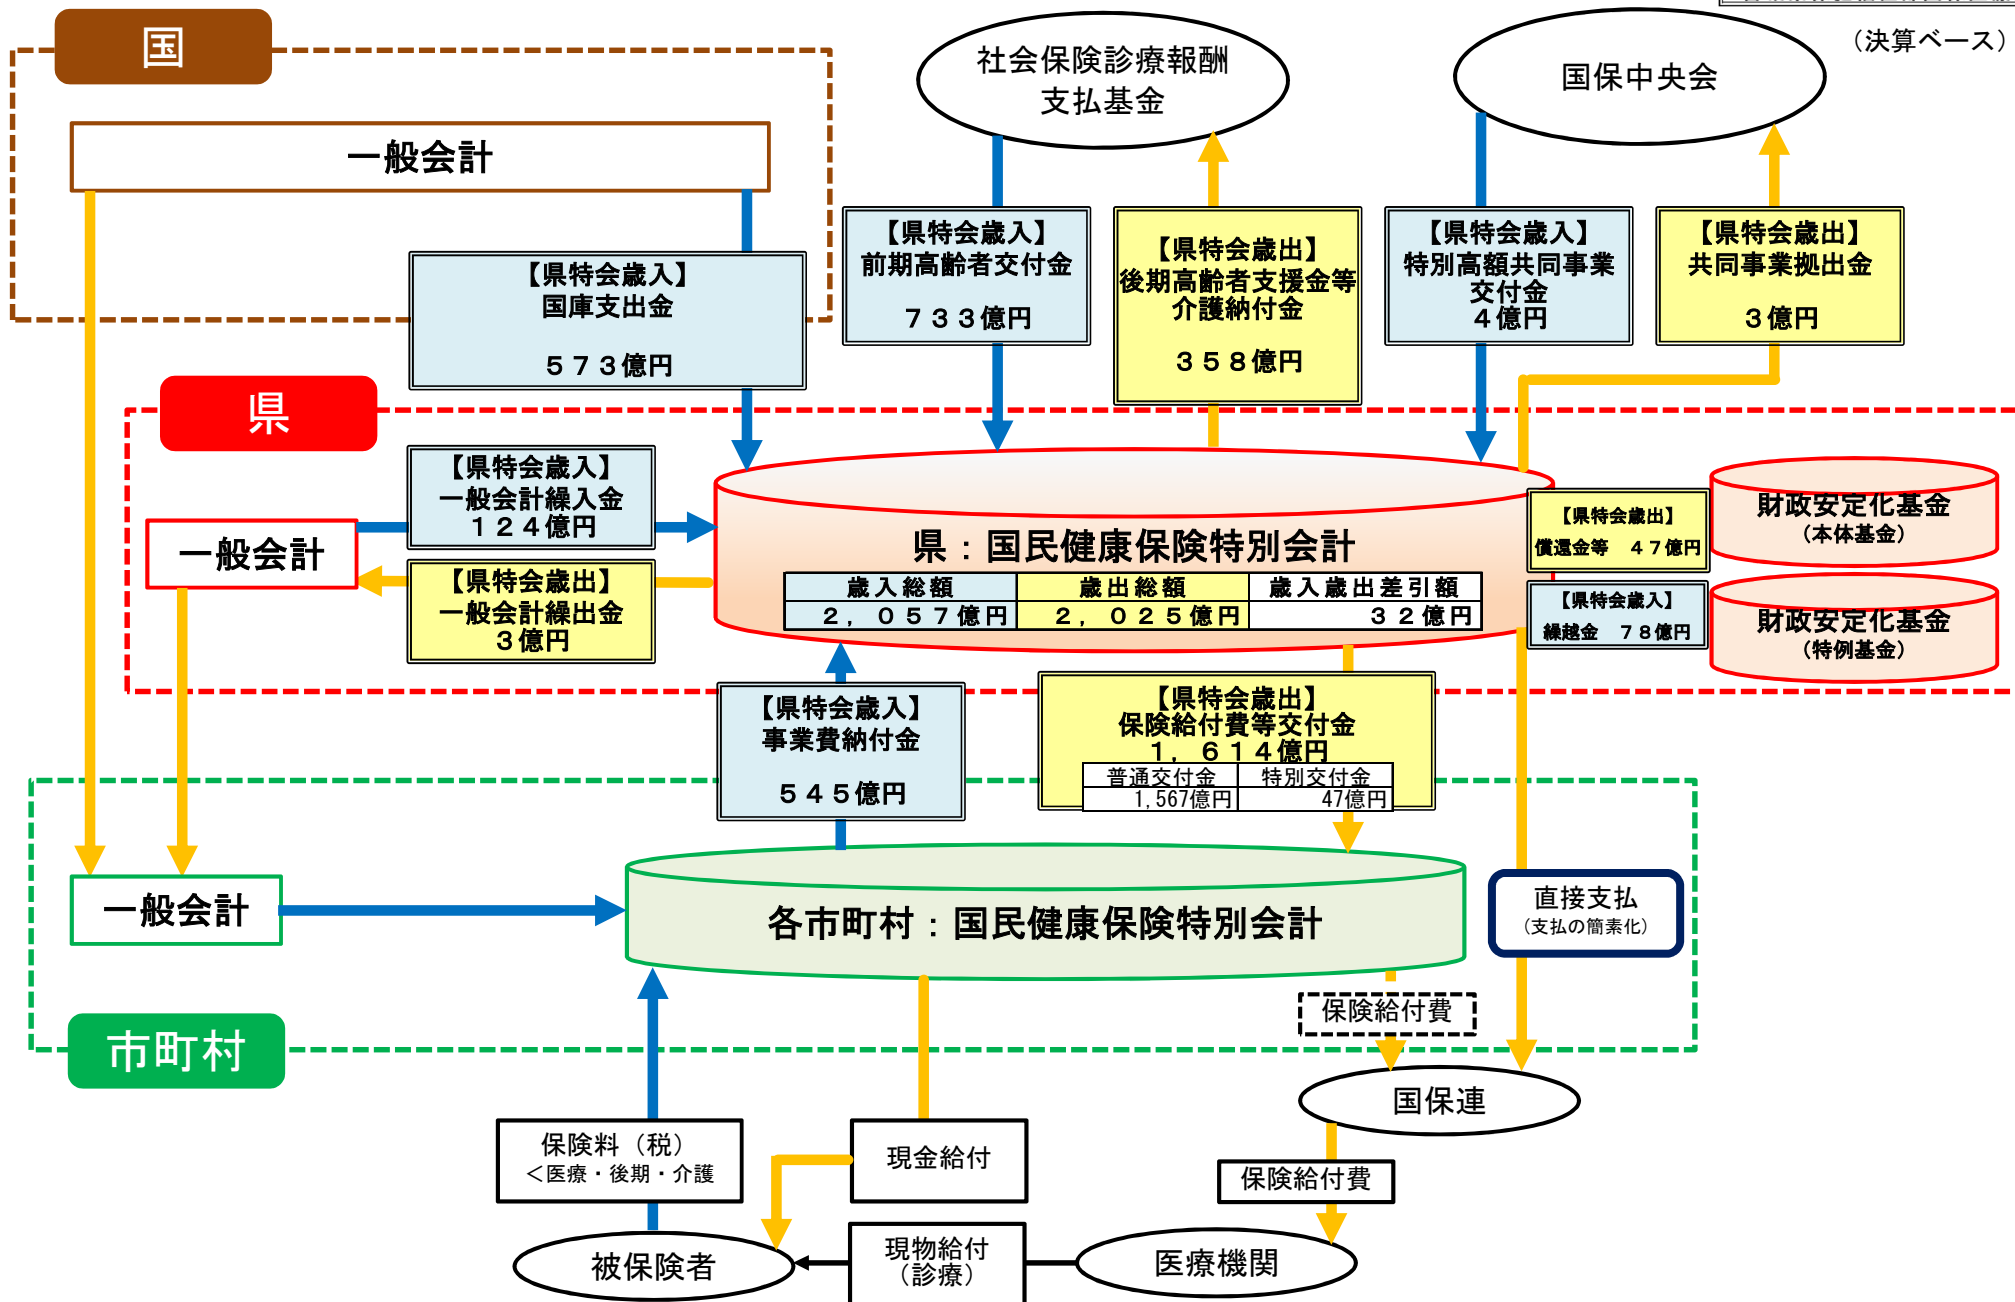 国
社会保険診療報酬
支払基金
国保中央会
（決算ベース）
一般会計
【県特会歳入】
国庫支出金
５７３億円
【県特会歳入】
前期高齢者交付金
７３３億円
【県特会歳出】
後期高齢者支援金等
介護納付金
３５８億円
【県特会歳入】
特別高額共同事業
交付金
４億円
【県特会歳出】
共同事業拠出金
３億円
県
【県特会歳入】
一般会計繰入金
１２４億円
一般会計
【県特会歳出】
一般会計繰出金
３億円
県：国民健康保険特別会計
歳入総額 歳出総額 歳入歳出差引額
２，０５７億円 ２，０２５億円 ３２億円
【県特会歳出】
償還金等　４７億円
【県特会歳入】
繰越金　７８億円
財政安定化基金
（本体基金）
財政安定化基金
（特例基金）
【県特会歳入】
事業費納付金
５４５億円
【県特会歳出】
保険給付費等交付金
１，６１４億円
普通交付金 特別交付金
1,567億円 47億円
一般会計
各市町村：国民健康保険特別会計
直接支払
（支払の簡素化）
市町村
保険給付費
国保連
保険料（税）
＜医療・後期・介護
現金給付
保険給付費
被保険者
現物給付
（診療）
医療機関